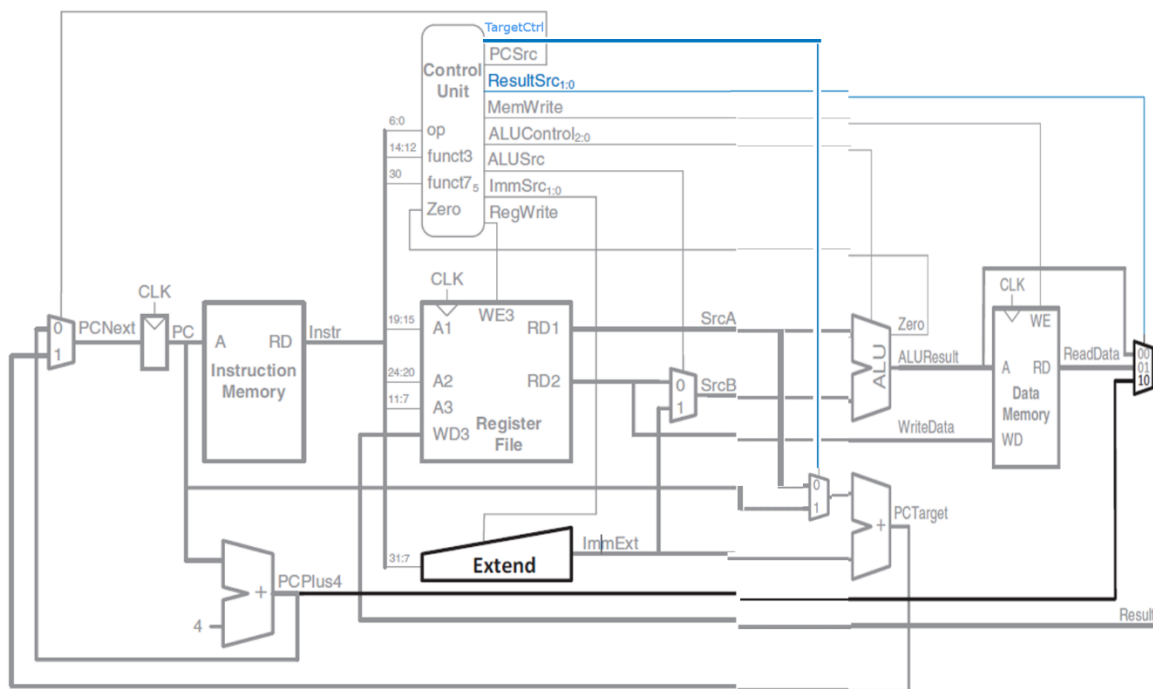 TargetCtrl
PCSrc
Control
Unit
ResultSrc1:0
MemWrite
6:0
op
ALUControl2:0
14:12
funct3
ALUSrc
30
funct75
ImmSrc1:0
Zero
RegWrite
CLK
CLK
CLK
0
1
PCNext
PC
A
RD
Instruction
Memory
Instr
19:15
A1
WE3
RD1
24:20
A2
RD2
11:7
A3
WD3
Register
File
SrcA
0
1
SrcB
ALU
Zero
ALUResult
WE
A
RD
Data
Memory
WD
ReadData
00
01
10
WriteData
0
1
+
PCTarget
31:7
Extend
ImmExt
+
PCPlus4
4
Result